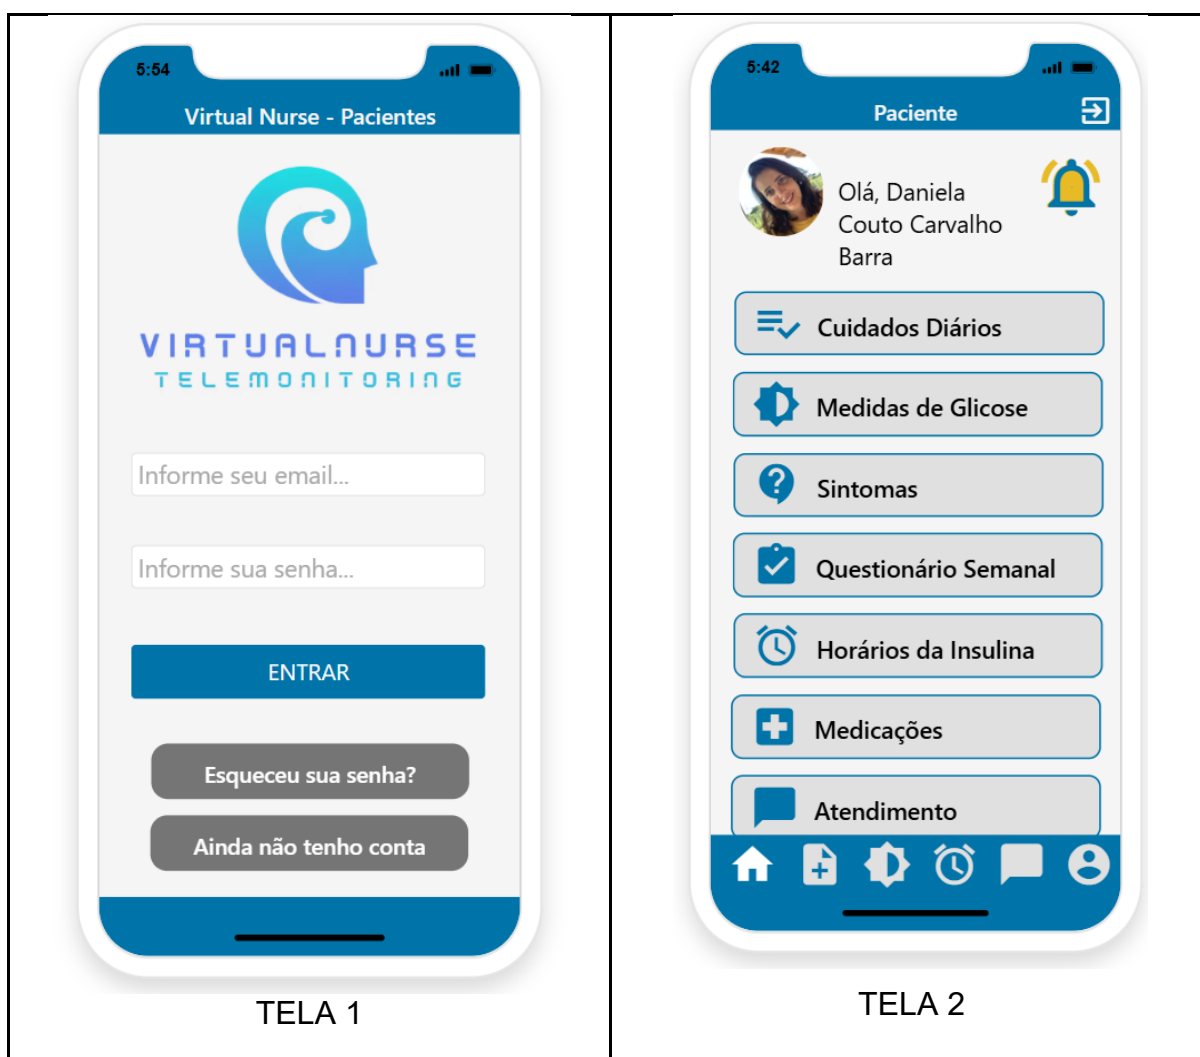 5:54
Virtual Nurse - Pacientes
VIRTUALNURSE
TELEMONITORING
Informe seu email...
Informe sua senha...
ENTRAR
Esqueceu sua senha?
Ainda não tenho conta
TELA 1
5:42
Paciente
Olá, Daniela
Couto Carvalho
Barra
Cuidados Diários
Medidas de Glicose
Sintomas
Questionário Semanal
Horários da Insulina
Medicações
Atendimento
TELA 2